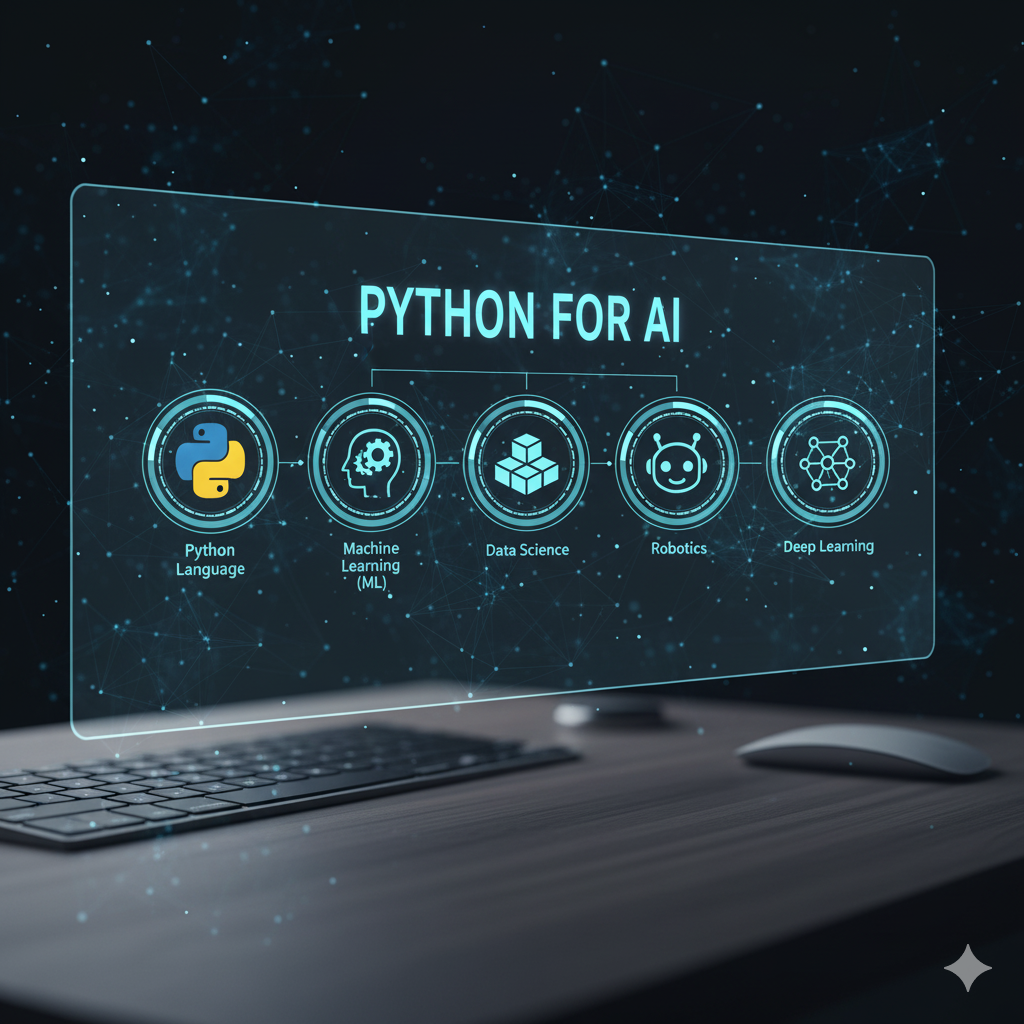 PYTHON FOR AI
Python
Language
Machine
Learning
(ML)
Data Science
Robotics
Deep Learning